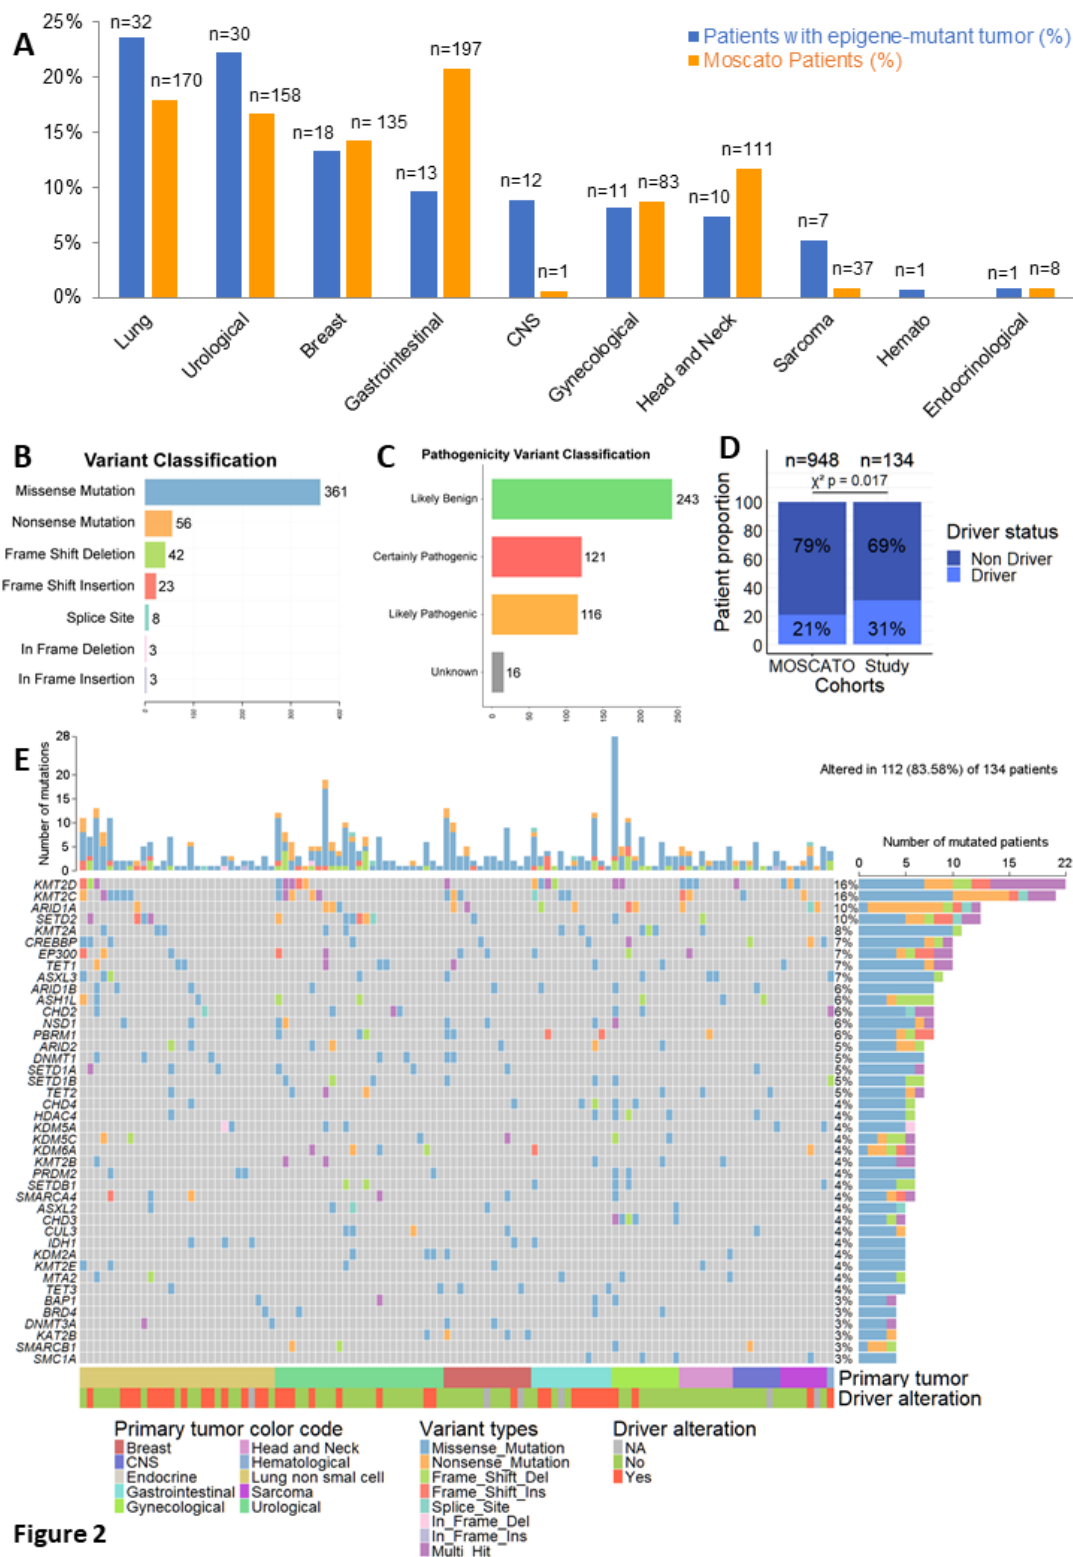 A
25%
20%
15%
10%
5%
0%
n=32
n=170
n=30
n=158
n=18
n= 135
n=13
n=197
n=12
n=1
n=11
n=83
n=10
n=111
n=7
n=37
n=1
n=1
n=8
Patients with epigene-mutant tumor (%)
Moscato Patients (%)
Lung
Urological
Breast
Gastrointestinal
CNS
Gynecological
Head and Neck
Sarcoma
Hemato
Endocrinological
B
Variant Classification
Missense Mutation 361
Nonsense Mutation 56
Frame Shift Deletion 42
Frame Shift Insertion 23
Splice Site 8
In Frame Deletion 3
In Frame Insertion 3
0 100 200 300 400
C
Pathogenicity Variant Classification
Likely Benign 243
Certainly Pathogenic 121
Likely Pathogenic 116
Unknown 16
0 50 100 150 200 250
D
n=948 n=134
χ² p = 0.017
Patient proportion
100
80
60
40
20
0
79% 69%
21% 31%
MOSCATO Study
Cohorts
Driver status
Non Driver
Driver
E
Number of mutations
28
20
15
10
5
0
Altered in 112 (83.58%) of 134 patients
Number of mutated patients
0 5 10 15 22
KMT2D 16%
KMT2C 16%
ARID1A 10%
SETD2 10%
KMT2A 8%
CREBBP 7%
EP300 7%
TET1 7%
ASXL3 7%
ARID1B 6%
ASH1L 6%
CHD2 6%
NSD1 6%
PBRM1 6%
ARID2 5%
DNMT1 5%
SETD1A 5%
SETD1B 5%
TET2 5%
CHD4 4%
HDAC4 4%
KDM5A 4%
KDM5C 4%
KDM6A 4%
KMT2B 4%
PRDM2 4%
SETDB1 4%
SMARCA4 4%
ASXL2 4%
CHD3 4%
CUL3 4%
IDH1 4%
KDM2A 4%
KMT2E 4%
MTA2 4%
TET3 4%
BAP1 3%
BRD4 3%
DNMT3A 3%
KAT2B 3%
SMARCB1 3%
SMC1A 3%
Primary tumor
Driver alteration
Primary tumor color code
Breast
CNS
Endocrine
Gastrointestinal
Gynecological
Head and Neck
Hematological
Lung non smal cell
Sarcoma
Urological
Variant types
Missense_Mutation
Nonsense_Mutation
Frame_Shift_Del
Frame_Shift_Ins
Splice_Site
In_Frame_Del
In_Frame_Ins
Multi_Hit
Driver alteration
NA
No
Yes
Figure 2